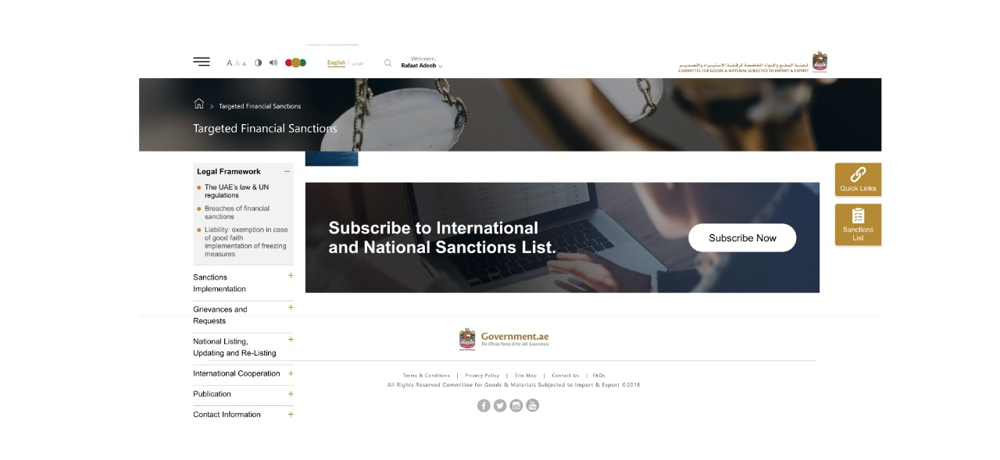 A A A
English / عربي
Welcome,
Rafaat Adeeb
لجنة السلع والمواد الخاضعة لرقابة الاستيراد والتصدير
COMMITTEE FOR GOODS & MATERIAL SUBJECTED TO IMPORT & EXPORT
» Targeted Financial Sanctions
Targeted Financial Sanctions
Legal Framework
The UAE's law & UN
regulations
Breaches of financial
sanctions
Liability: exemption in case
of good faith
implementation of freezing
measures
Sanctions
Implementation
Grievances and
Requests
National Listing,
Updating and Re-Listing
International Cooperation
Publication
Contact Information
Subscribe to International
and National Sanctions List.
Subscribe Now
Quick Links
Sanctions
List
Government.ae
The Official Portal of the UAE Government
Terms & Conditons | Privacy Policy | Site Map | Contact Us | FAQs
All Rights Reserved Committee for Goods & Materials Subjected to Import & Export ©2018